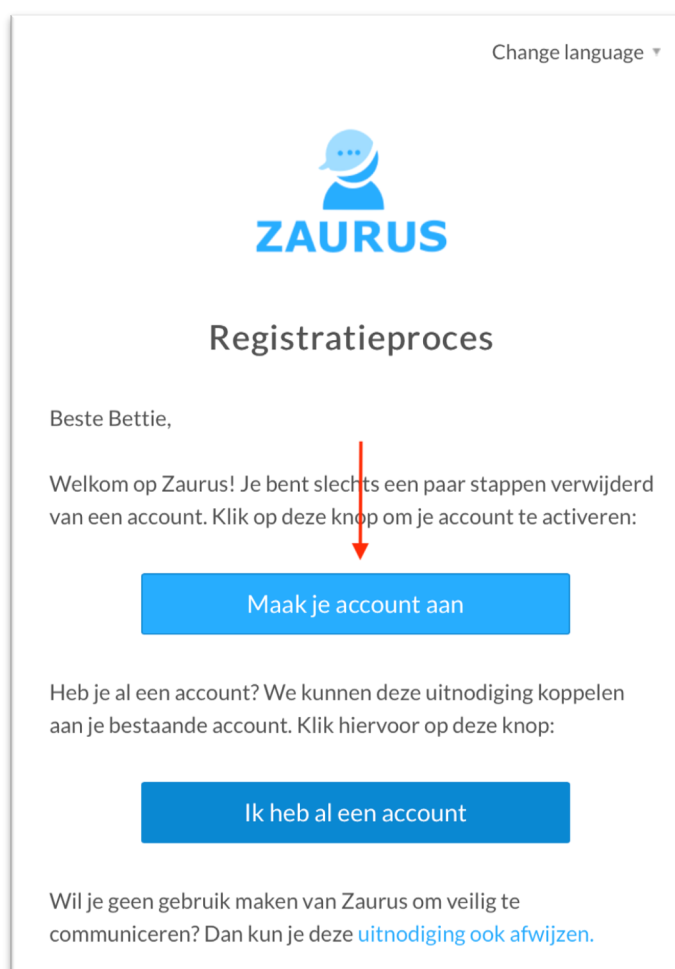 Change language
ZAURUS
Registratieproces
Beste Bettie,
Welkom op Zaurus! Je bent slechts een paar stappen verwijderd
van een account. Klik op deze knop om je account te activeren:
Maak je account aan
Heb je al een account? We kunnen deze uitnodiging koppelen
aan je bestaande account. Klik hiervoor op deze knop:
Ik heb al een account
Wil je geen gebruik maken van Zaurus om veilig te
communiceren? Dan kun je deze uitnodiging ook afwijzen.